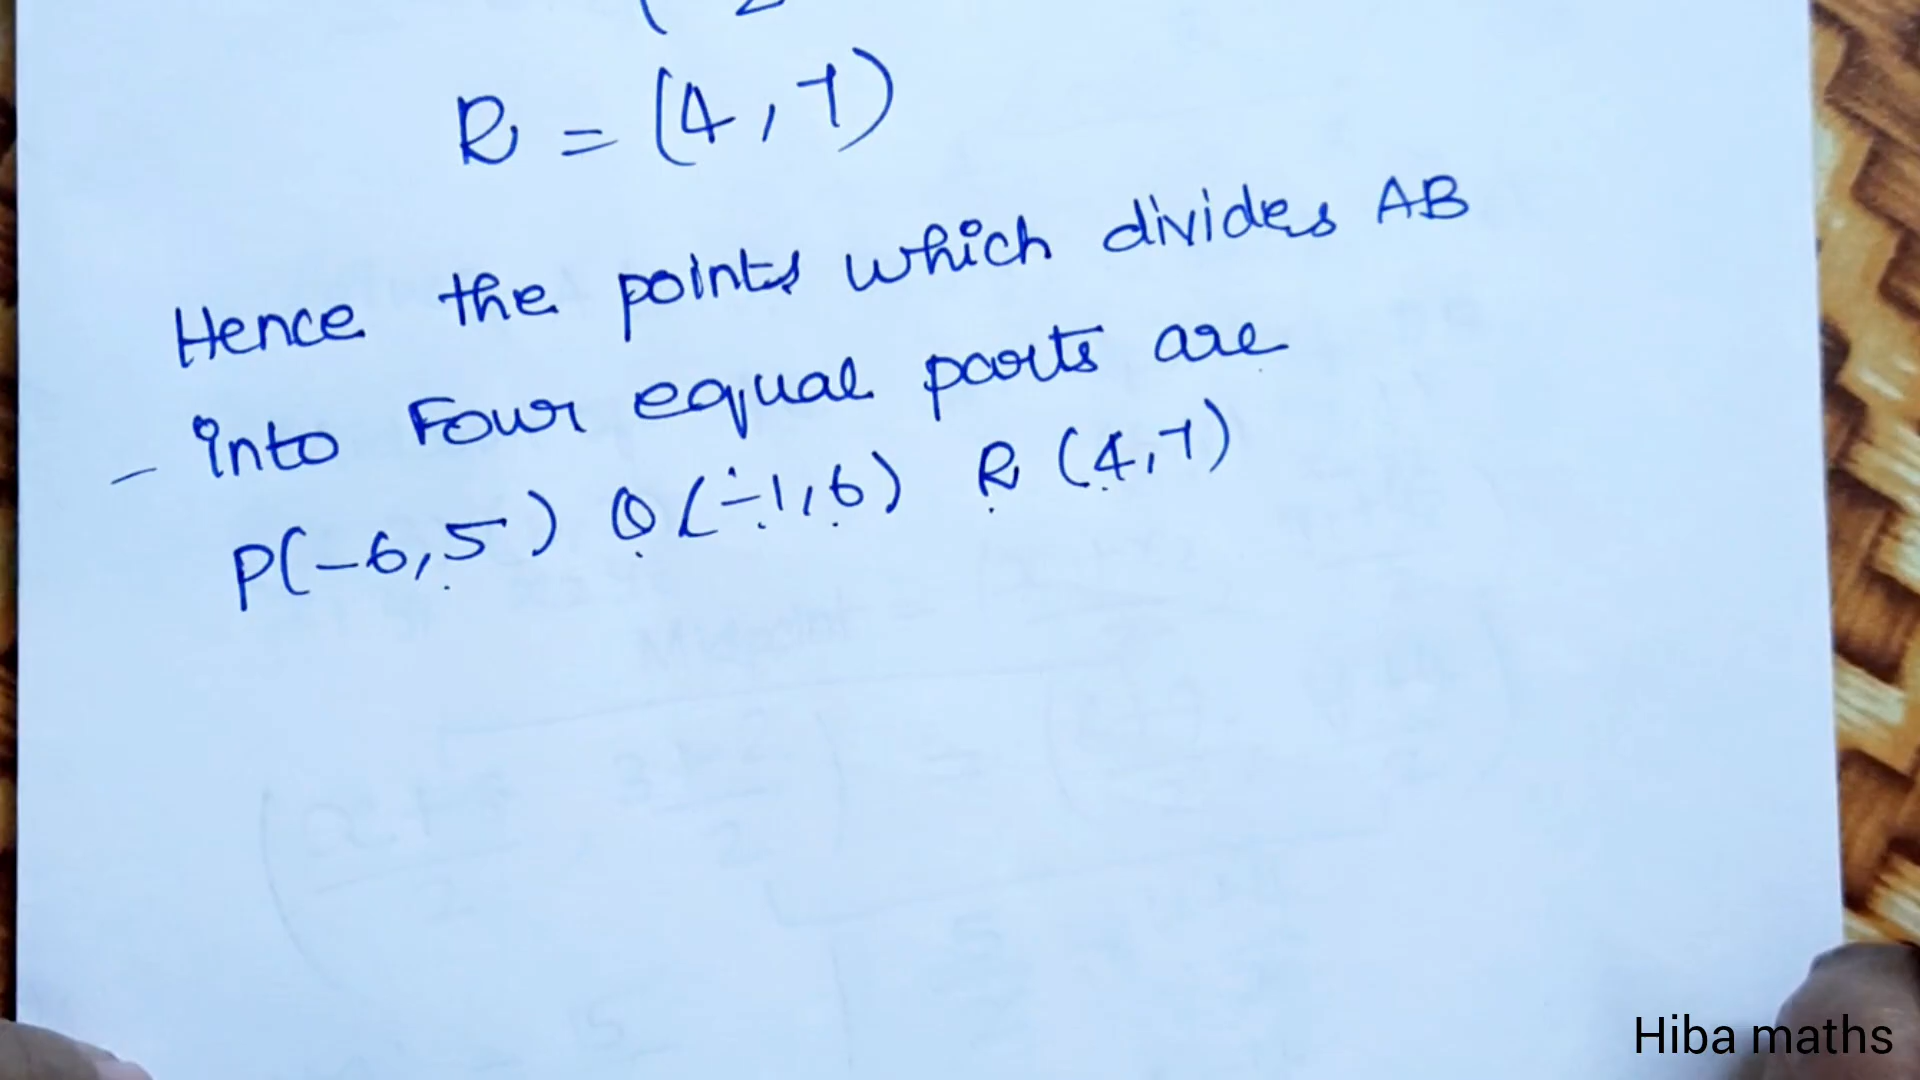 R = (4, 7)
Hence the points which divides AB
into Four equal parts are
P(-6, 5) Q(-1, 6) R (4, 7)
Midpoint =
Hiba maths